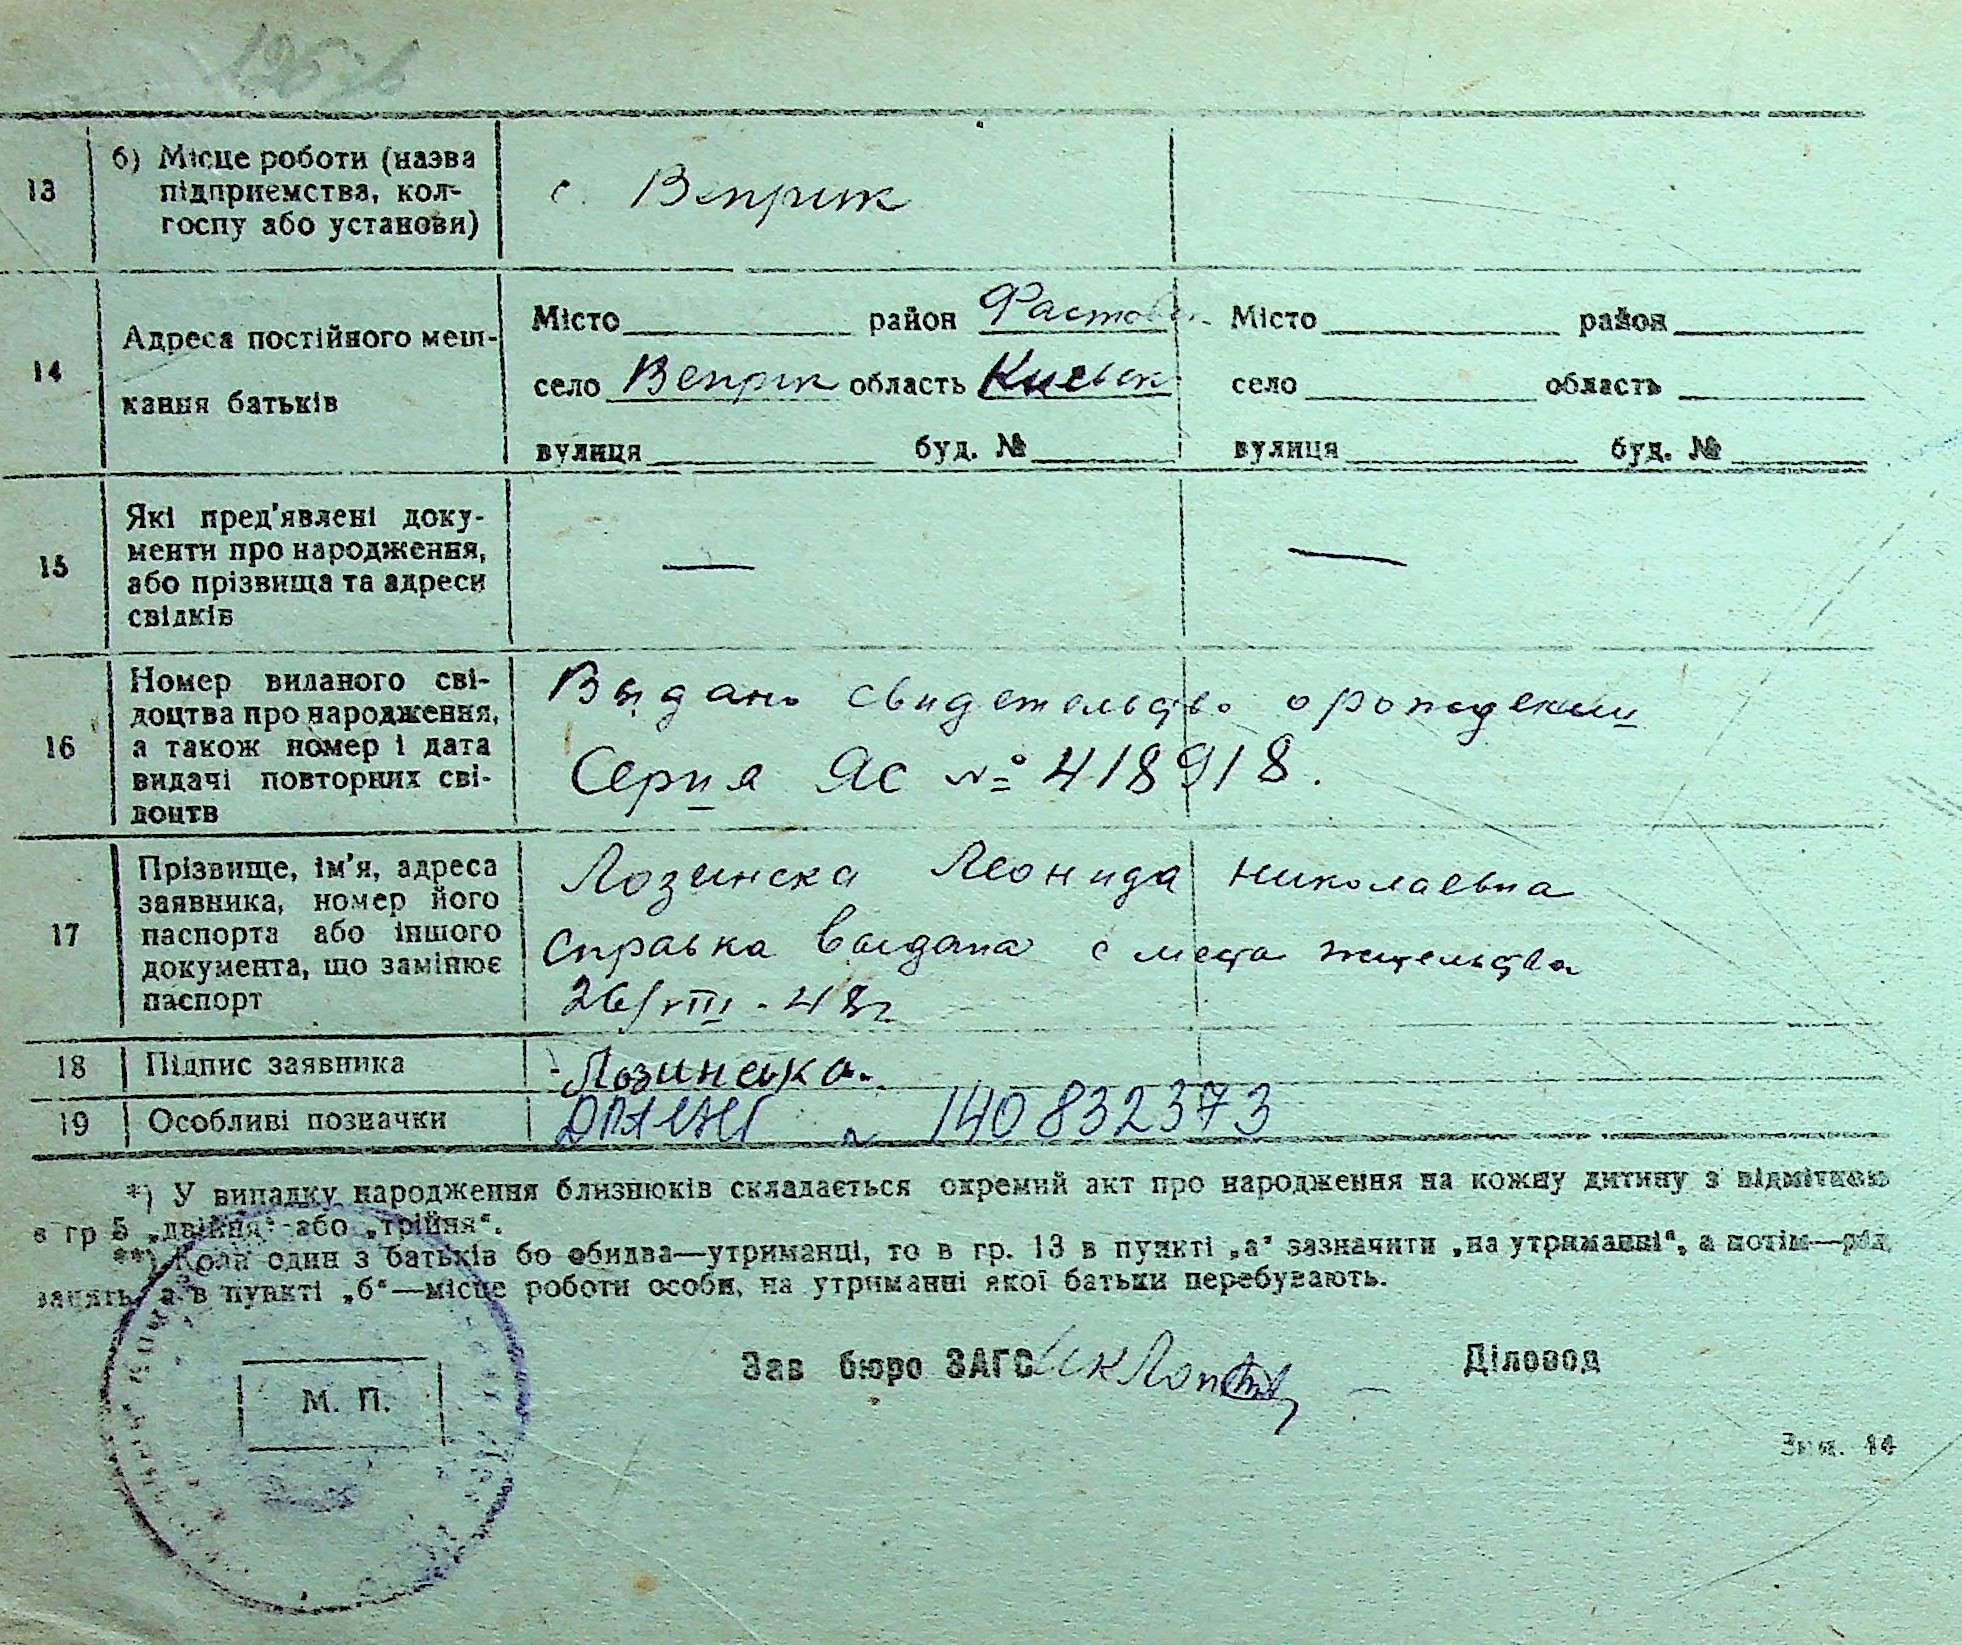 13
б) Місце роботи (назва
підприємства, кол-
госпу або установи)
с. Веприк
14
Адреса постійного меш-
кання батьків
Місто район Фастовск
село Веприк область Киевск
вулиця буд. №
Місто район
село область
вулиця буд. №
15
Які пред'явлені доку-
менти про народження,
або прізвища та адреси
свідків
—
—
16
Номер виданого сві-
доцтва про народження,
а також номер і дата
видачі повторних сві-
доцтв
Выдано свидетельство о рождении
Серия ЯС № 418918.
17
Прізвище, ім'я, адреса
заявника, номер його
паспорта або іншого
документа, що замінює
паспорт
Лозинска Леонида Николаевна
справка выдана с места жительства
26/VIII - 48г
18
Підпис заявника
Лозинська
19
Особливі позначки
ДРАЦСГ № 140832373
*) У випадку народження близнюків складається окремий акт про народження на кожну дитину з відміткою
в гр 5 „двійня“ або „трійня“.
**) Коли один з батьків бо обидва—утриманці, то в гр. 13 в пункті „а“ зазначити „на утриманні“, а потім—рід
занять, а в пункті „б“—місце роботи особи, на утриманні якої батьки перебувають.
М. П.
Зав бюро ЗАГС
Діловод